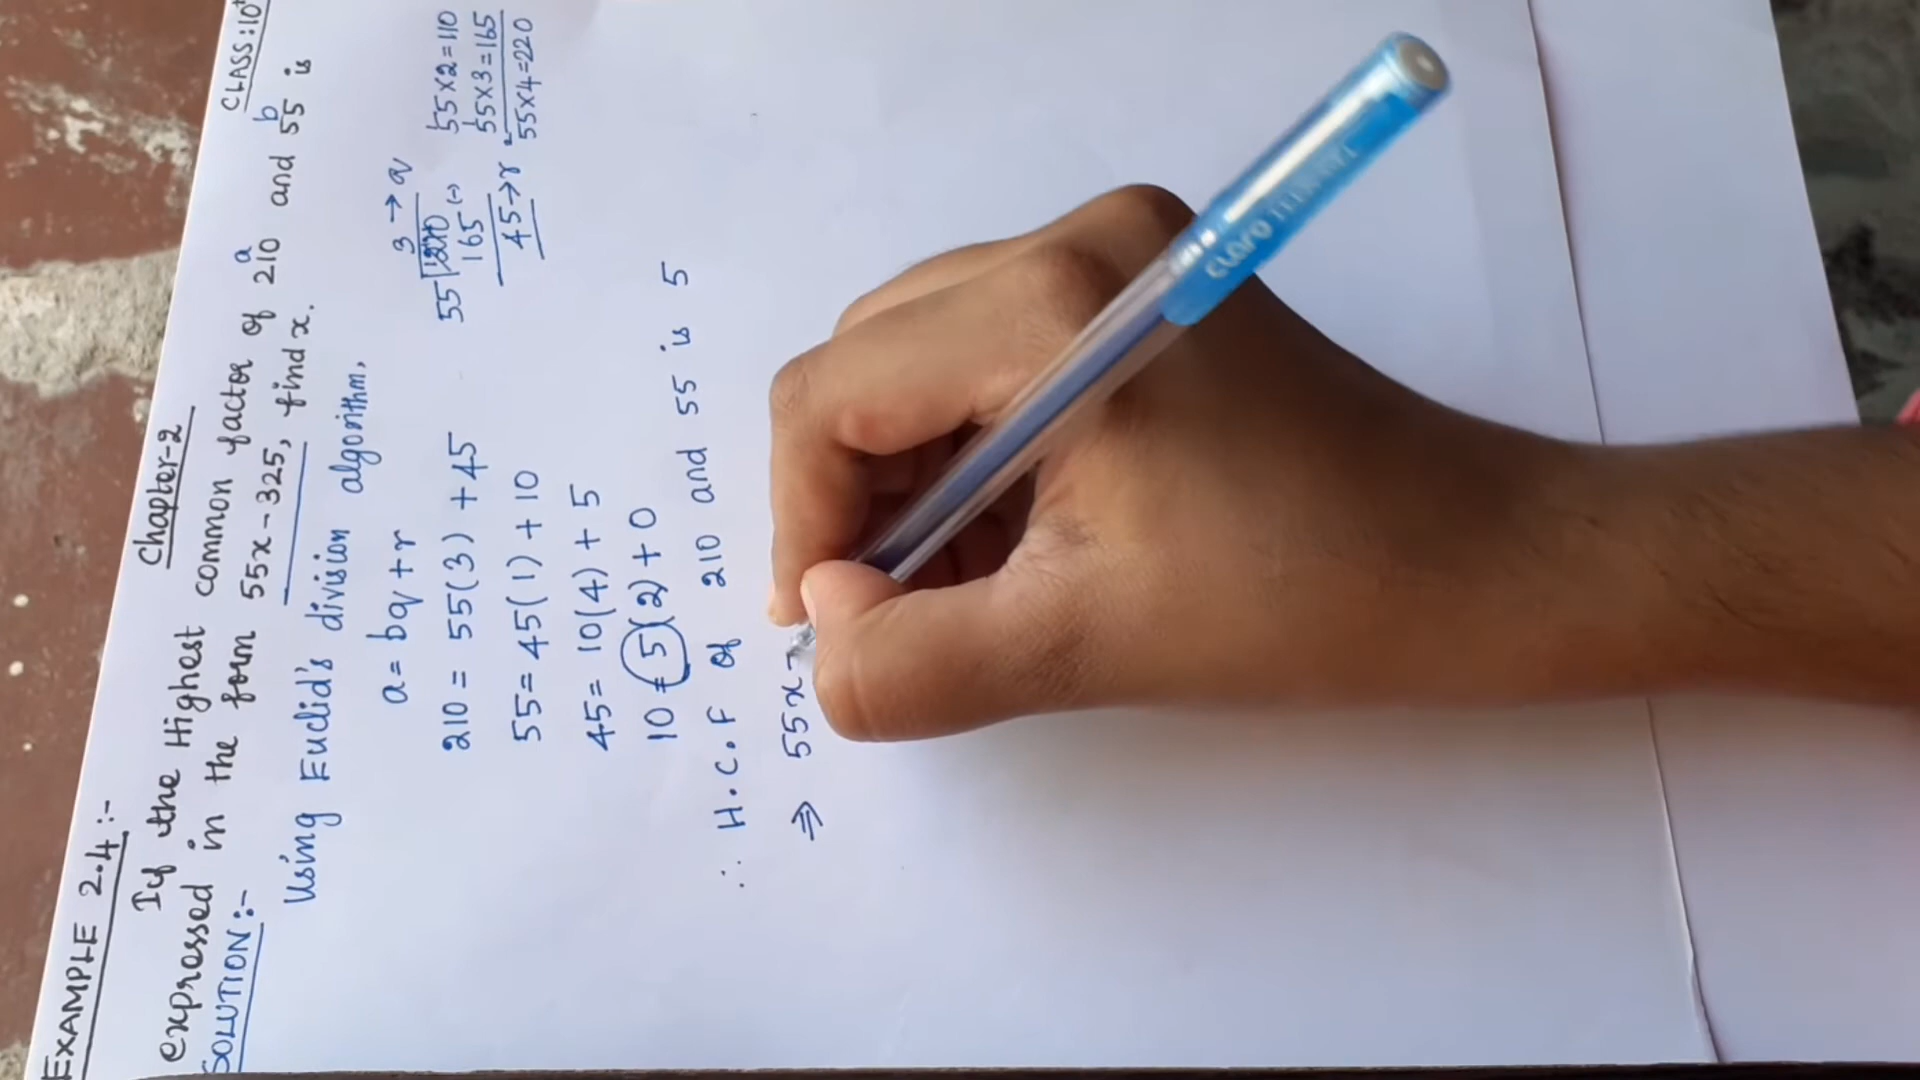 Chapter-2
CLASS:10
EXAMPLE 2.4:-
If the Highest common factor of 210 and 55 is
a b
expressed in the form 55x-325, find x.
SOLUTION:-
Using Euclid's division algorithm,
a = bq + r
210 = 55(3) + 45
55 = 45(1) + 10
45 = 10(4) + 5
10 = 5(2) + 0
3 → q
55 210
165 (-)
45 → r
55×2=110
55×3=165
55×4=220
∴ H.C.F of 210 and 55 is 5
⇒ 55x -
claro